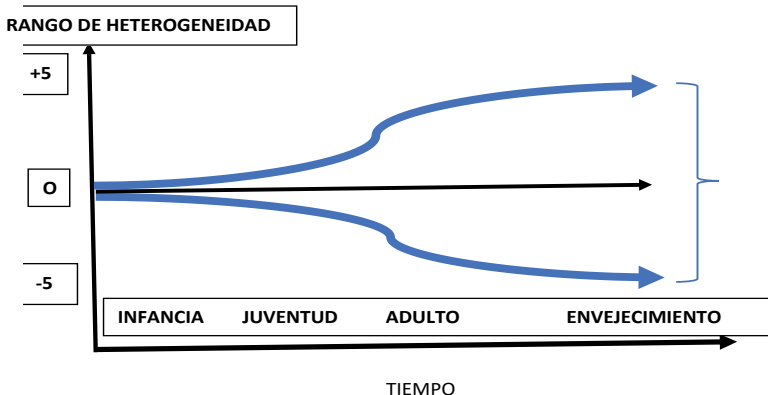 RANGO DE HETEROGENEIDAD
+5
O
-5
INFANCIA JUVENTUD ADULTO ENVEJECIMIENTO
TIEMPO